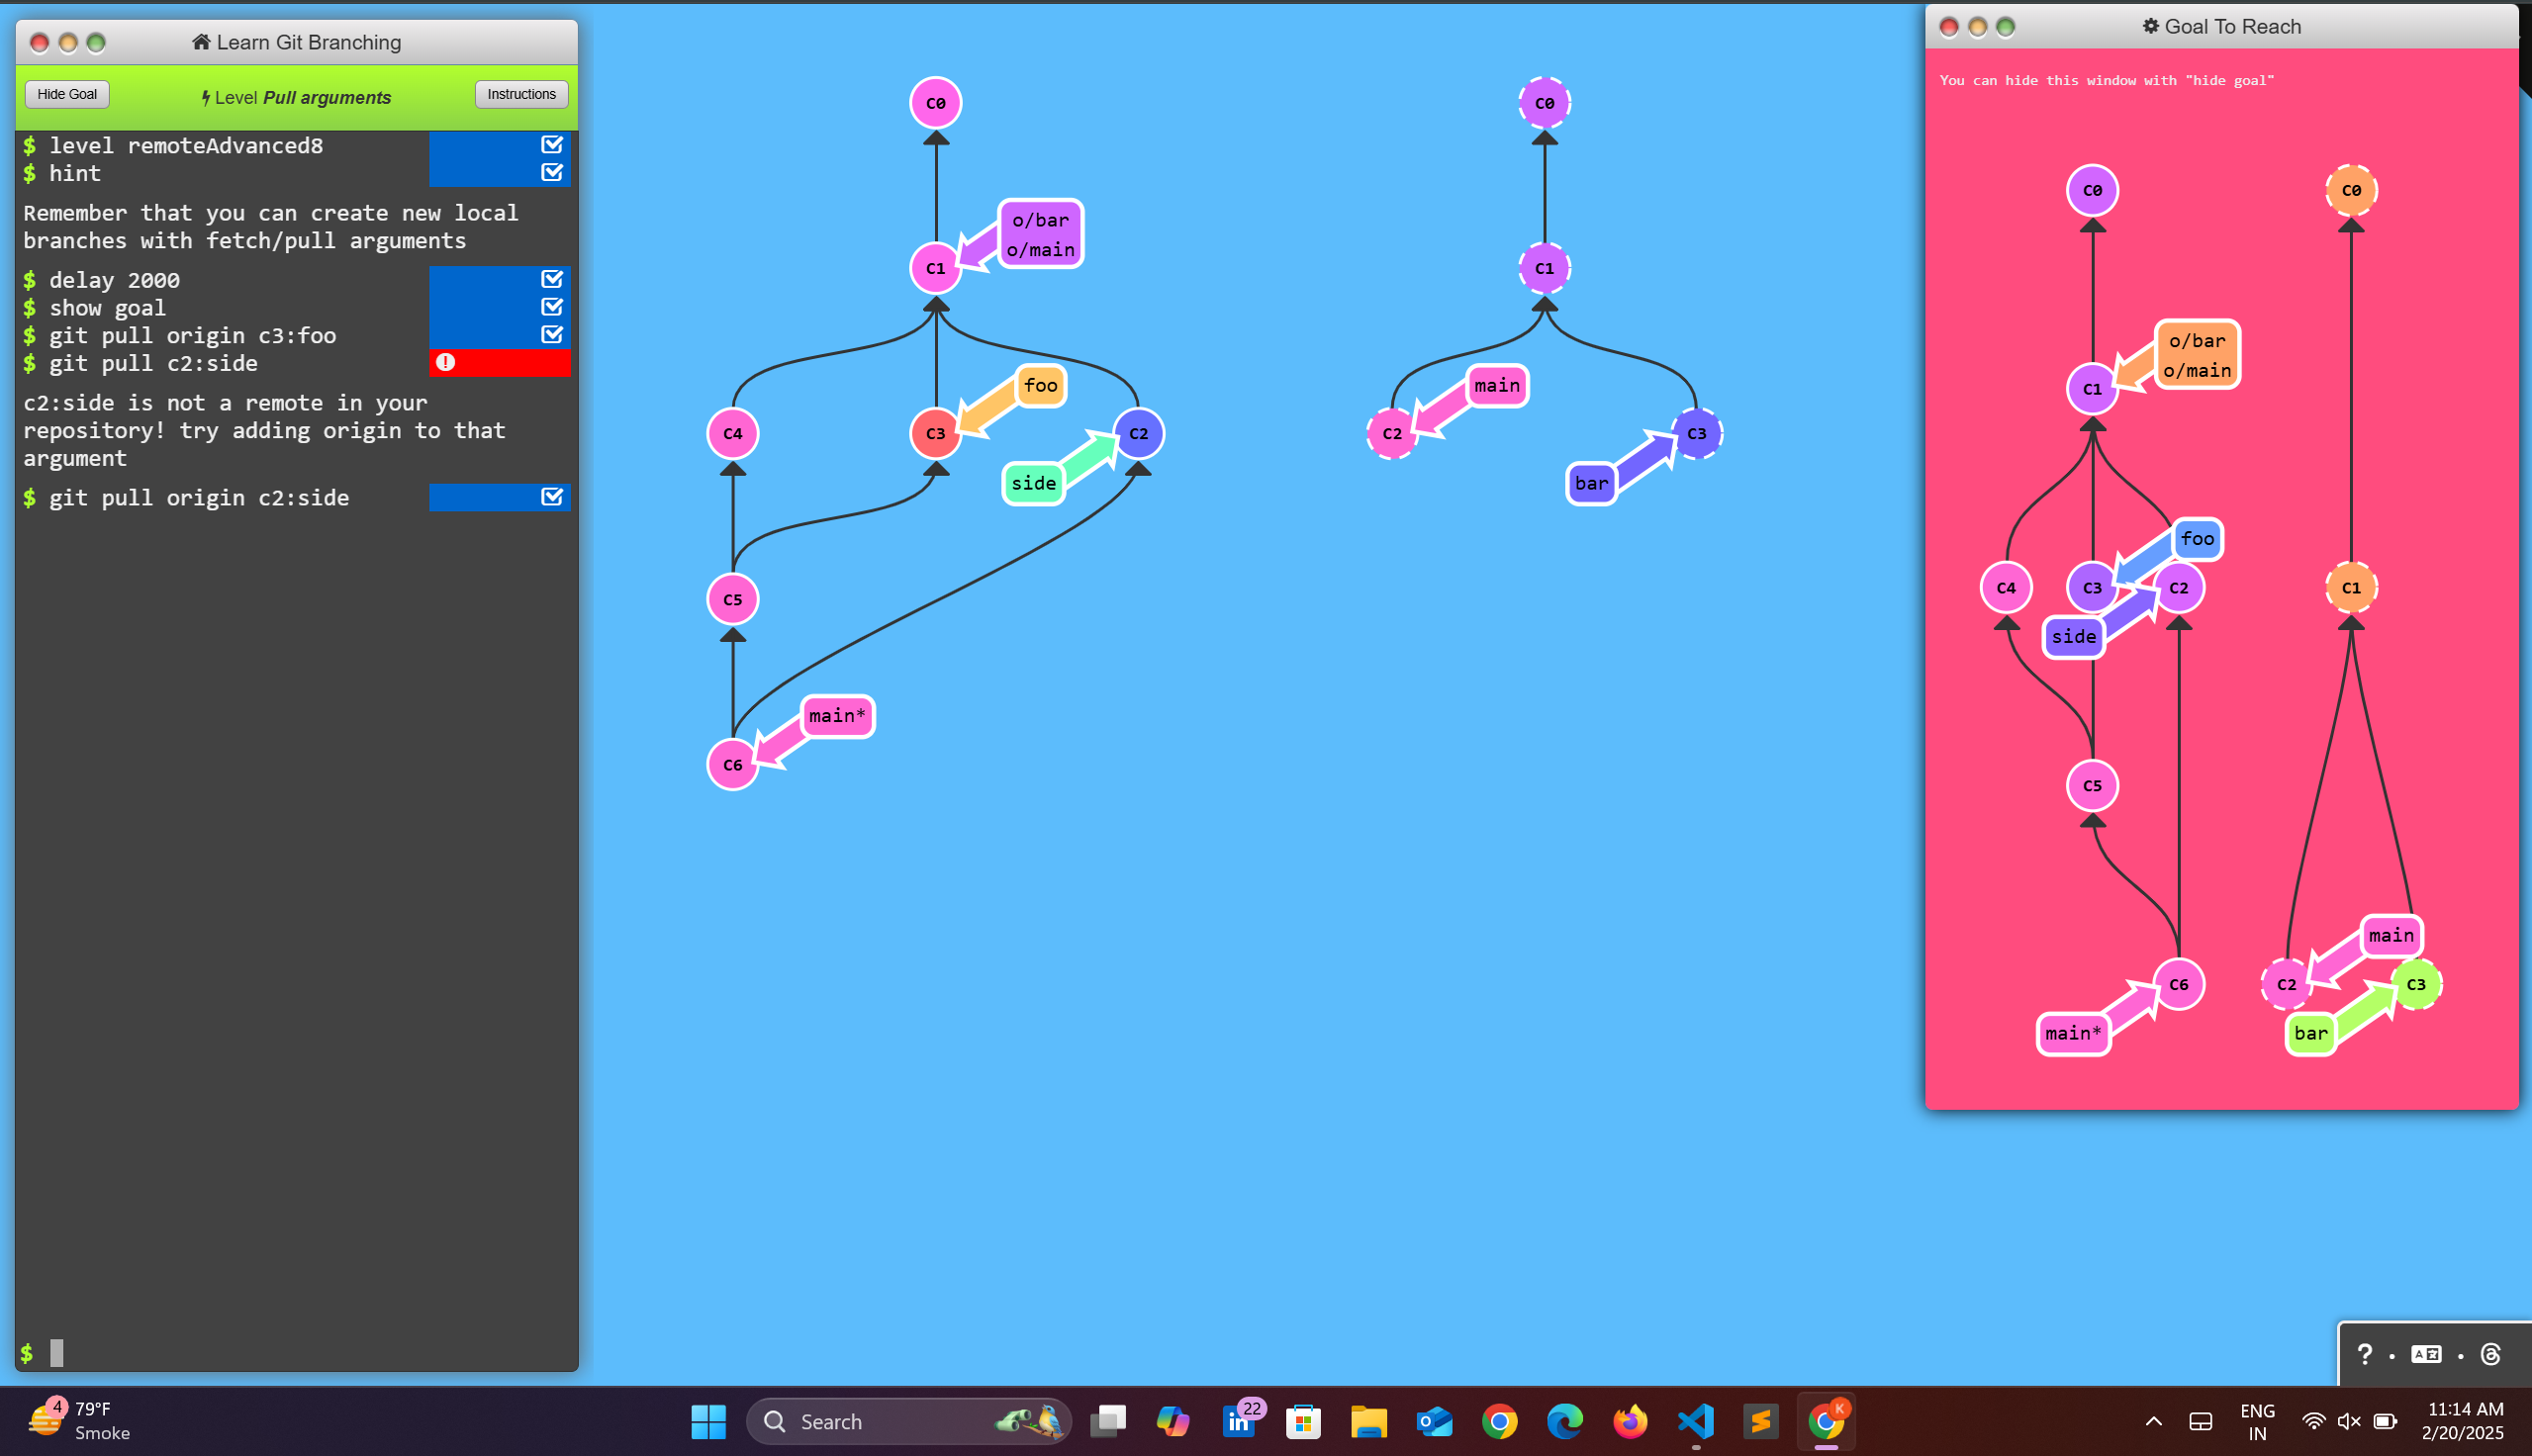 Learn Git Branching
Hide Goal
Level Pull arguments
Instructions
$ level remoteAdvanced8
$ hint
Remember that you can create new local
branches with fetch/pull arguments
$ delay 2000
$ show goal
$ git pull origin c3:foo
$ git pull c2:side
c2:side is not a remote in your
repository! try adding origin to that
argument
$ git pull origin c2:side
$
C0
o/bar
o/main
C1
foo
C4
C3
C2
side
C5
main*
C6
C0
C1
main
C2
C3
bar
Goal To Reach
You can hide this window with "hide goal"
C0
C0
o/bar
o/main
C1
foo
C4
C3
C2
C1
side
C5
main
C6
C2
C3
main*
bar
?
4
79°F
Smoke
Search
22
K
ENG
IN
11:14 AM
2/20/2025